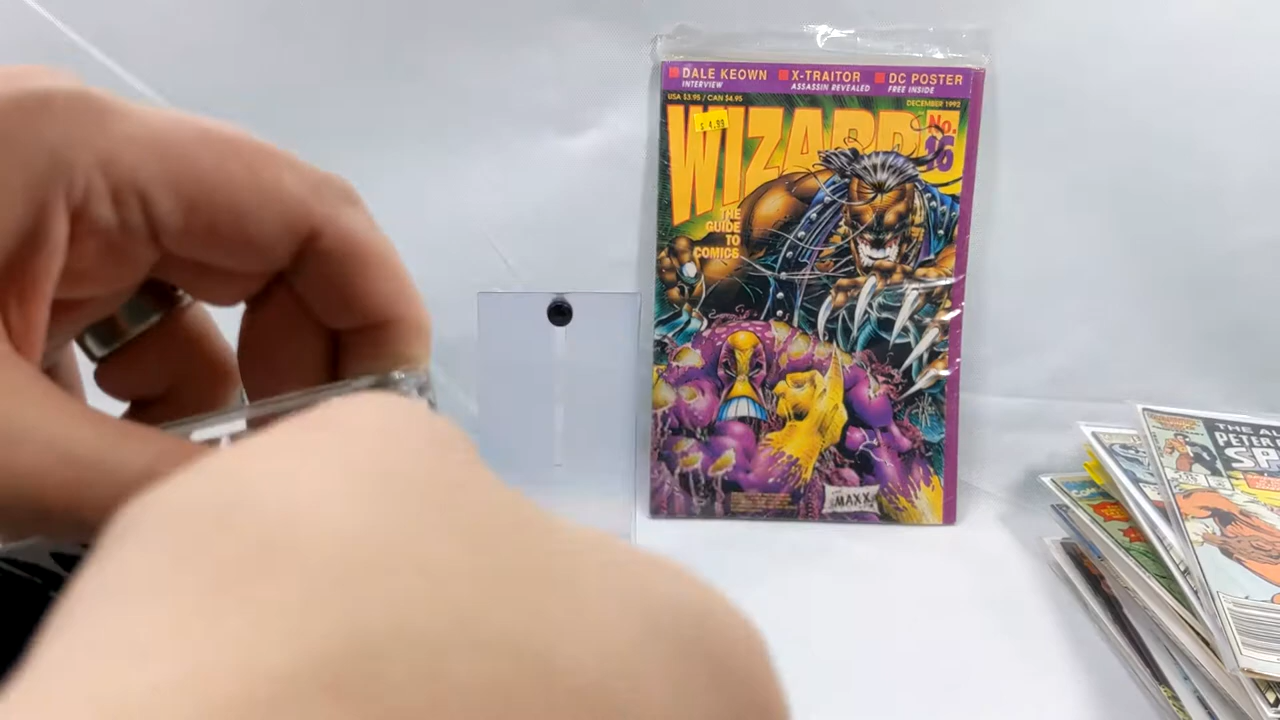 DALE KEOWN X-TRAITOR DC POSTER
INTERVIEW ASSASSIN REVEALED FREE INSIDE
USA $3.95 / CAN $4.95 DECEMBER 1992
WIZARD No.
$ 4.99 16
THE
GUIDE
TO
COMICS
MAXX
THE
PETER
SP